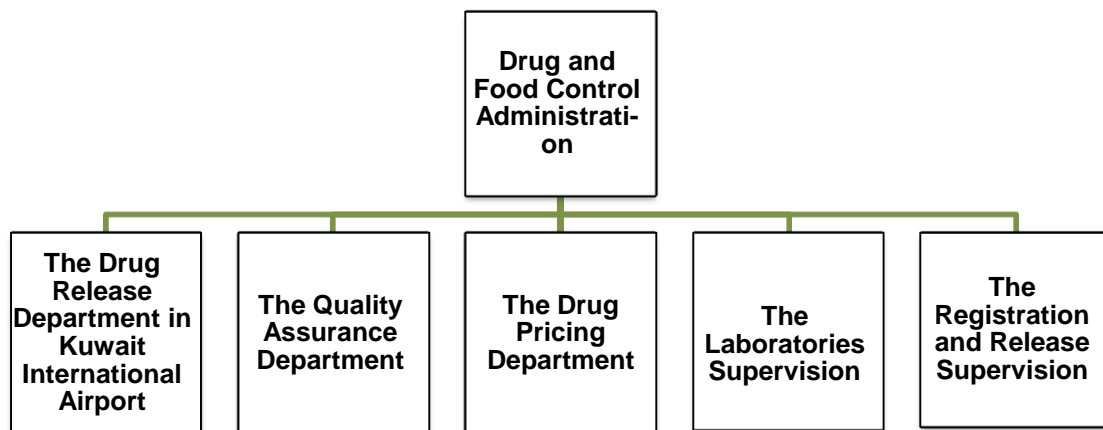 Drug and
Food Control
Administrati-
on
The Drug
Release
Department in
Kuwait
International
Airport
The Quality
Assurance
Department
The Drug
Pricing
Department
The
Laboratories
Supervision
The
Registration
and Release
Supervision